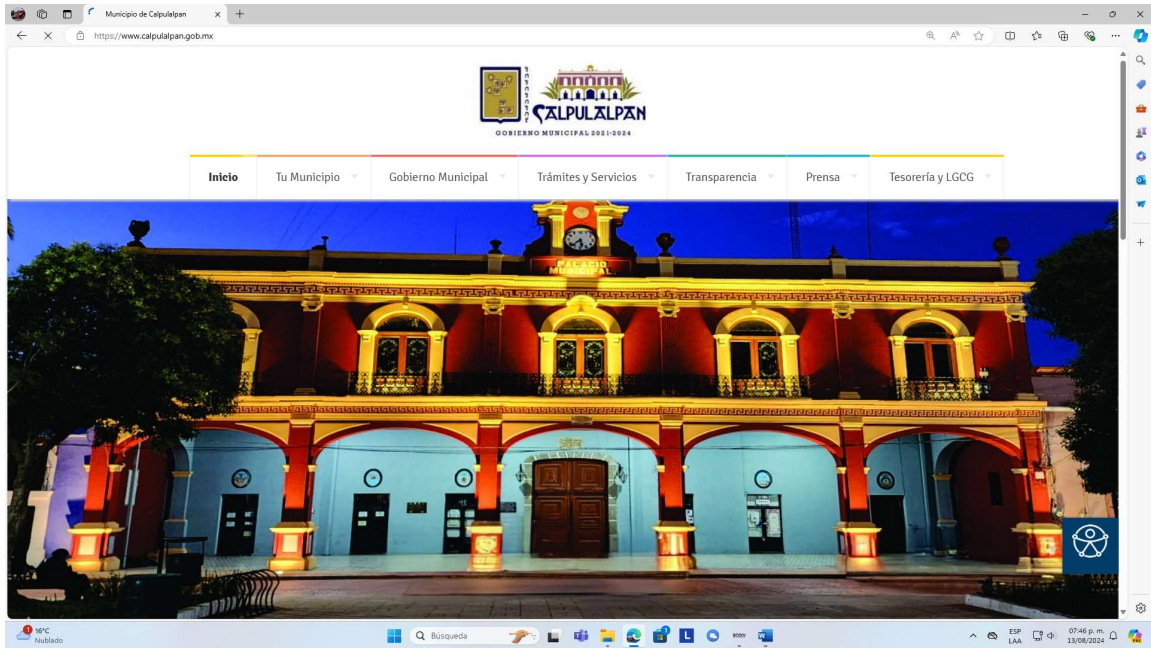 Municipio de Calpulalpan
https://www.calpulalpan.gob.mx
CALPULALPAN
GOBIERNO MUNICIPAL 2021-2024
Inicio
Tu Municipio
Gobierno Municipal
Trámites y Servicios
Transparencia
Prensa
Tesorería y LGCG
PALACIO
MUNICIPAL
16°C
Nublado
Búsqueda
ESP
LAA
07:46 p. m.
13/08/2024